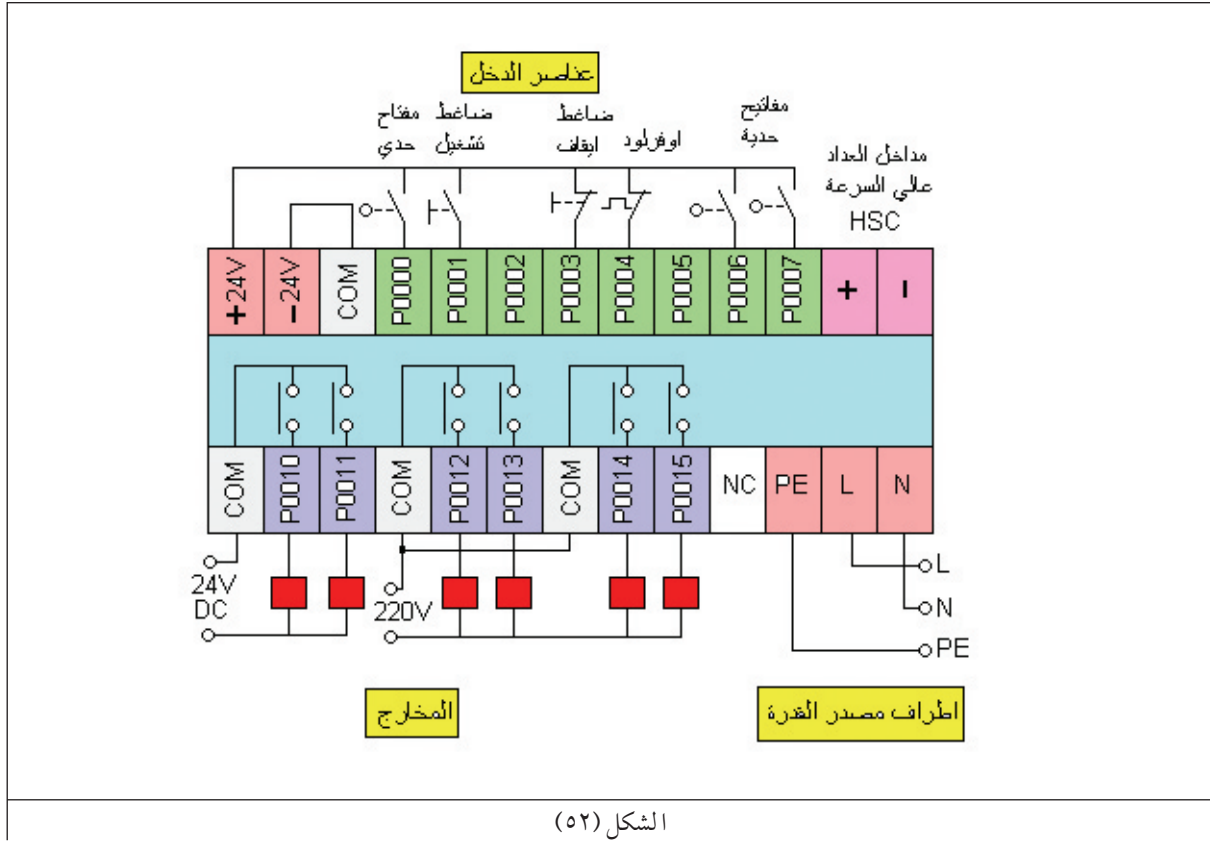 عناصر الدخل
مفتاح حدي
ضاغط تشغيل
ضاغط ايقاف
اوفرلود
مفاتيح حدية
مداخل العداد
عالي السرعة
HSC
+24V
−24V
COM
P0000
P0001
P0002
P0003
P0004
P0005
P0006
P0007
+
−
COM
P0010
P0011
COM
P0012
P0013
COM
P0014
P0015
NC
PE
L
N
24V
DC
220V
L
N
PE
المخارج
اطراف مصدر القدرة
الشكل (٥٢)